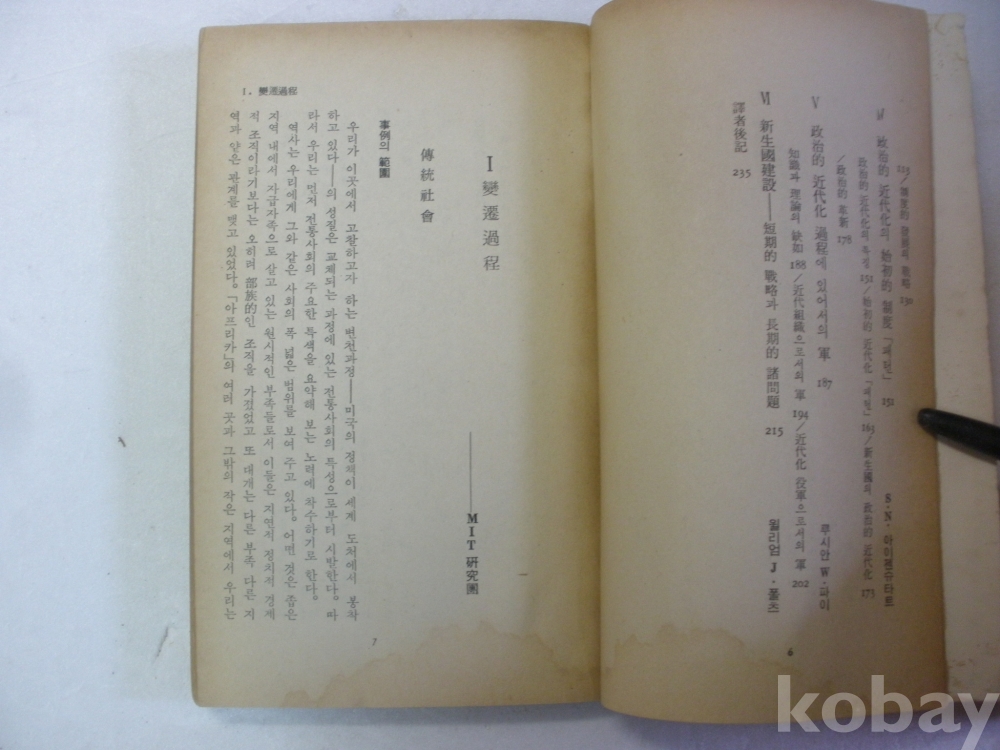 發展의 戰略 130
Ⅳ 政治的 近代化의 始初的 制度「패턴」 151 S·N·아이젠슈타트
政治的 近代化의 특징 151/始初的 近代化「패턴」163/新生國의 政治的 近代化 173
/政治的 革新 178
Ⅴ 政治的 近代化 過程에 있어서의 軍 187 루시안 W·파이
知識과 理論의 缺如 188/近代組織으로서의 軍 194/近代化 役軍으로서의 軍 202
Ⅵ 新生國建設——短期的 戰略과 長期的 諸問題 215 윌리엄 J·폴츠
譯者後記 235
6
Ⅰ 變遷過程
——MIT 硏究團
傳統社會
事例의 範圍
우리가 이곳에서 고찰하고자 하는 변천과정——미국의 정책이 세계 도처에서 봉착
하고 있다——의 성질은 교체되는 과정에 있는 전통사회의 특성으로부터 시발한다. 따
라서 우리는 먼저 전통사회의 주요한 특색을 요약해 보는 노력에 착수하기로 한다.
역사는 우리에게 그와 같은 사회의 폭 넓은 범위를 보여 주고 있다. 어떤 것은 좁은
지역 내에서 자급자족으로 살고 있는 원시적인 부족들로서 이들은 지연적 정치적 경제
적 조직이라기보다는 오히려 部族的인 조직을 가졌었고 또 대개는 다른 부족 다른 지
역과 얕은 관계를 맺고 있었다.「아프리카」의 여러 곳과 그밖의 작은 지역에서 우리는
Ⅰ. 變遷過程
7
kobay